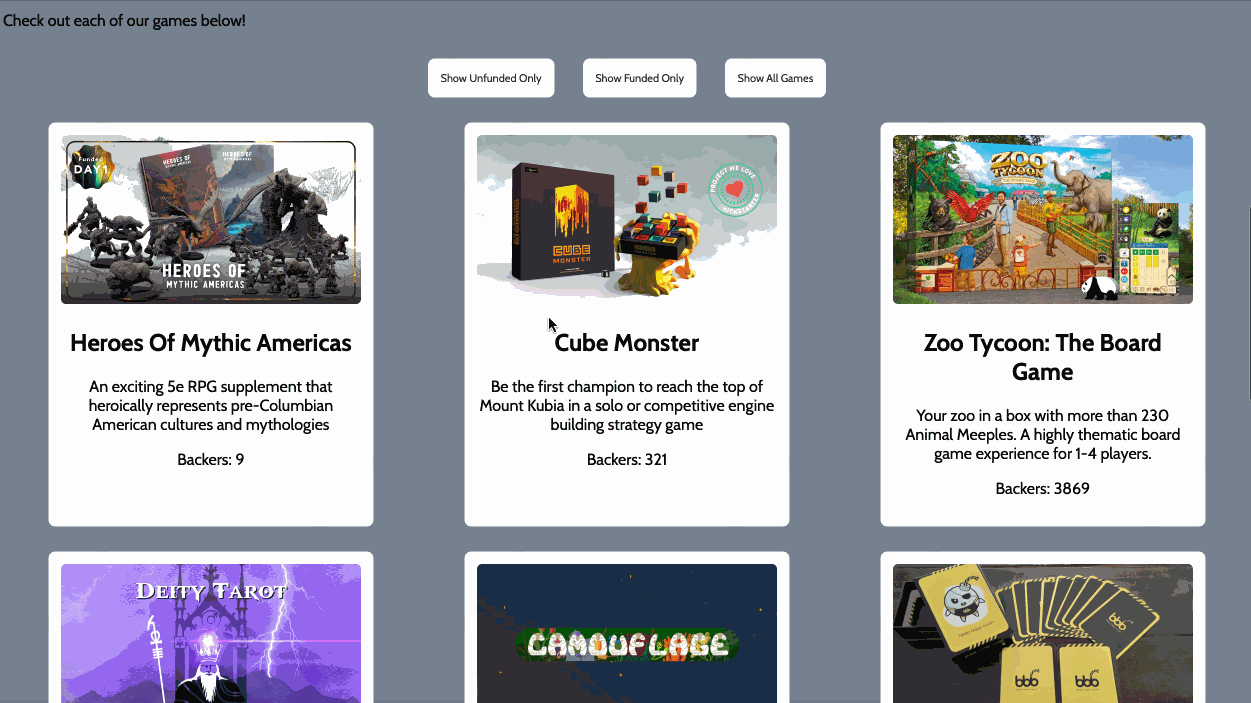 Check out each of our games below!
Show Unfunded Only
Show Funded Only
Show All Games
Funded
DAY1
HEROES OF
MYTHIC AMERICAS
PROJECT WE LOVE
KICKSTARTER
CUBE
MONSTER
ZOO
TYCOON
Heroes Of Mythic Americas
An exciting 5e RPG supplement that
heroically represents pre-Columbian
American cultures and mythologies
Backers: 9
Cube Monster
Be the first champion to reach the top of
Mount Kubia in a solo or competitive engine
building strategy game
Backers: 321
Zoo Tycoon: The Board
Game
Your zoo in a box with more than 230
Animal Meeples. A highly thematic board
game experience for 1-4 players.
Backers: 3869
DEITY TAROT
CAMOUFLAGE
bbb
bbb
bbb